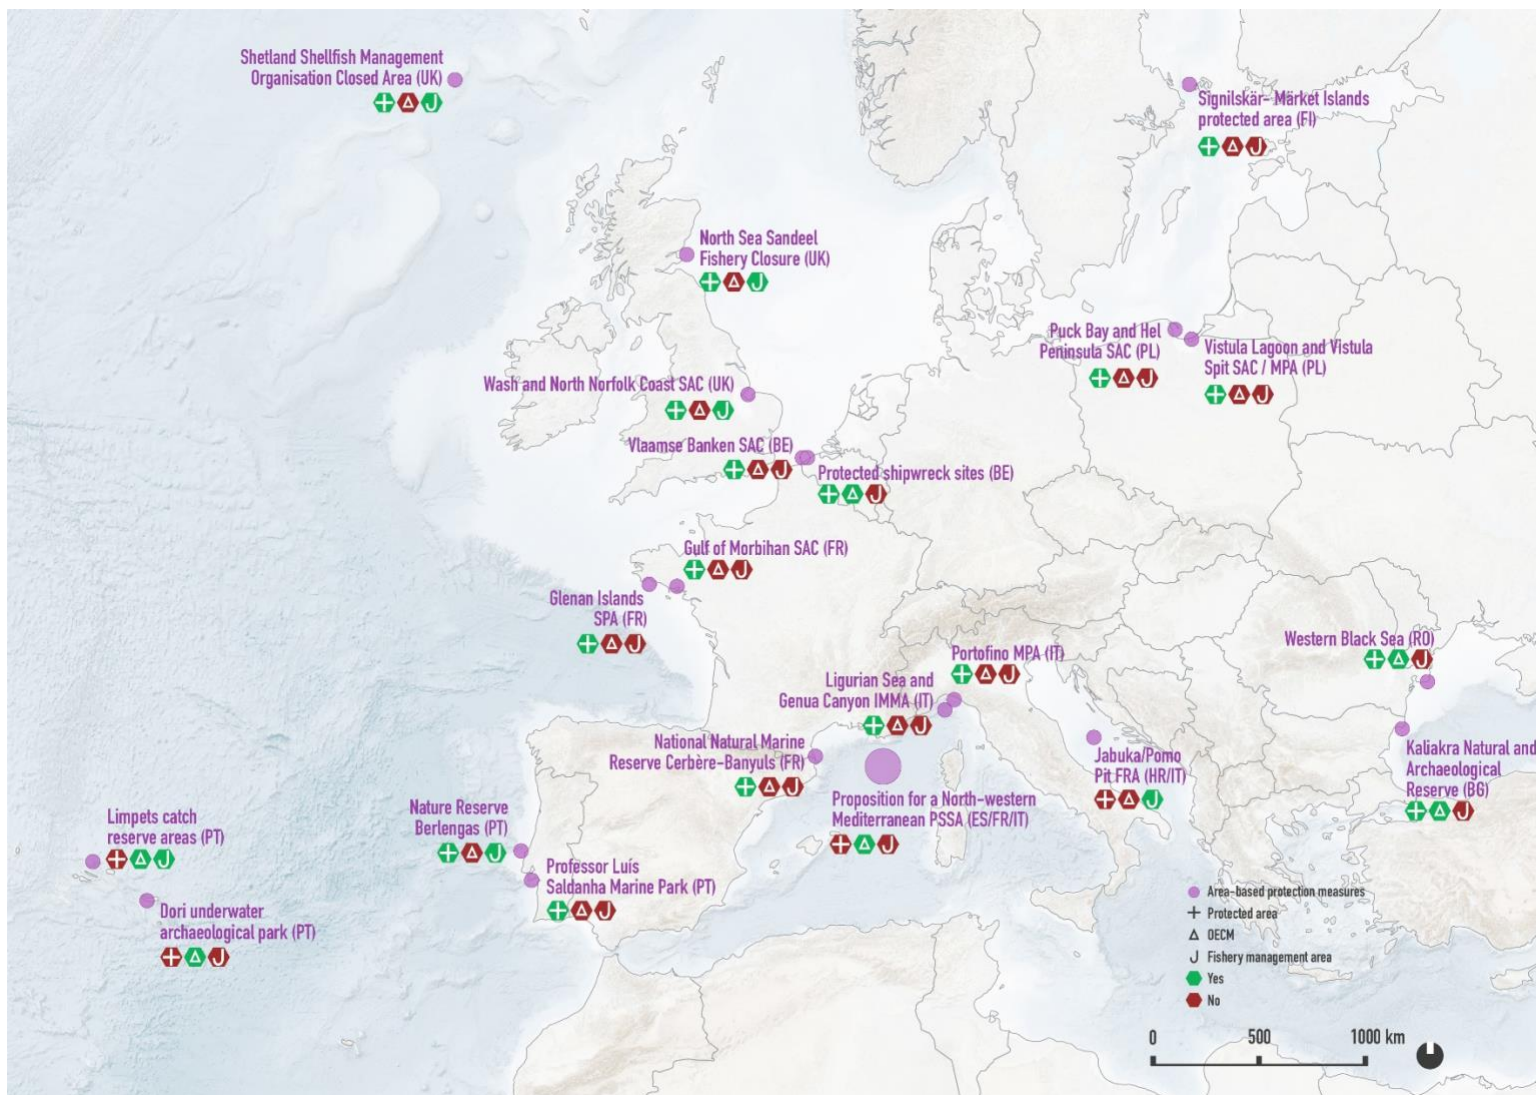 Shetland Shellfish Management
Organisation Closed Area (UK)
Signilskär- Märket Islands
protected area (FI)
North Sea Sandeel
Fishery Closure (UK)
Puck Bay and Hel
Peninsula SAC (PL)
Vistula Lagoon and Vistula
Spit SAC / MPA (PL)
Wash and North Norfolk Coast SAC (UK)
Vlaamse Banken SAC (BE)
Protected shipwreck sites (BE)
Gulf of Morbihan SAC (FR)
Glenan Islands
SPA (FR)
Western Black Sea (RO)
Portofino MPA (IT)
Ligurian Sea and
Genua Canyon IMMA (IT)
National Natural Marine
Reserve Cerbère-Banyuls (FR)
Jabuka/Pomo
Pit FRA (HR/IT)
Kaliakra Natural and
Archaeological
Reserve (BG)
Proposition for a North-western
Mediterranean PSSA (ES/FR/IT)
Limpets catch
reserve areas (PT)
Nature Reserve
Berlengas (PT)
Professor Luís
Saldanha Marine Park (PT)
Dori underwater
archaeological park (PT)
Area-based protection measures
Protected area
OECM
Fishery management area
Yes
No
0 500 1000 km